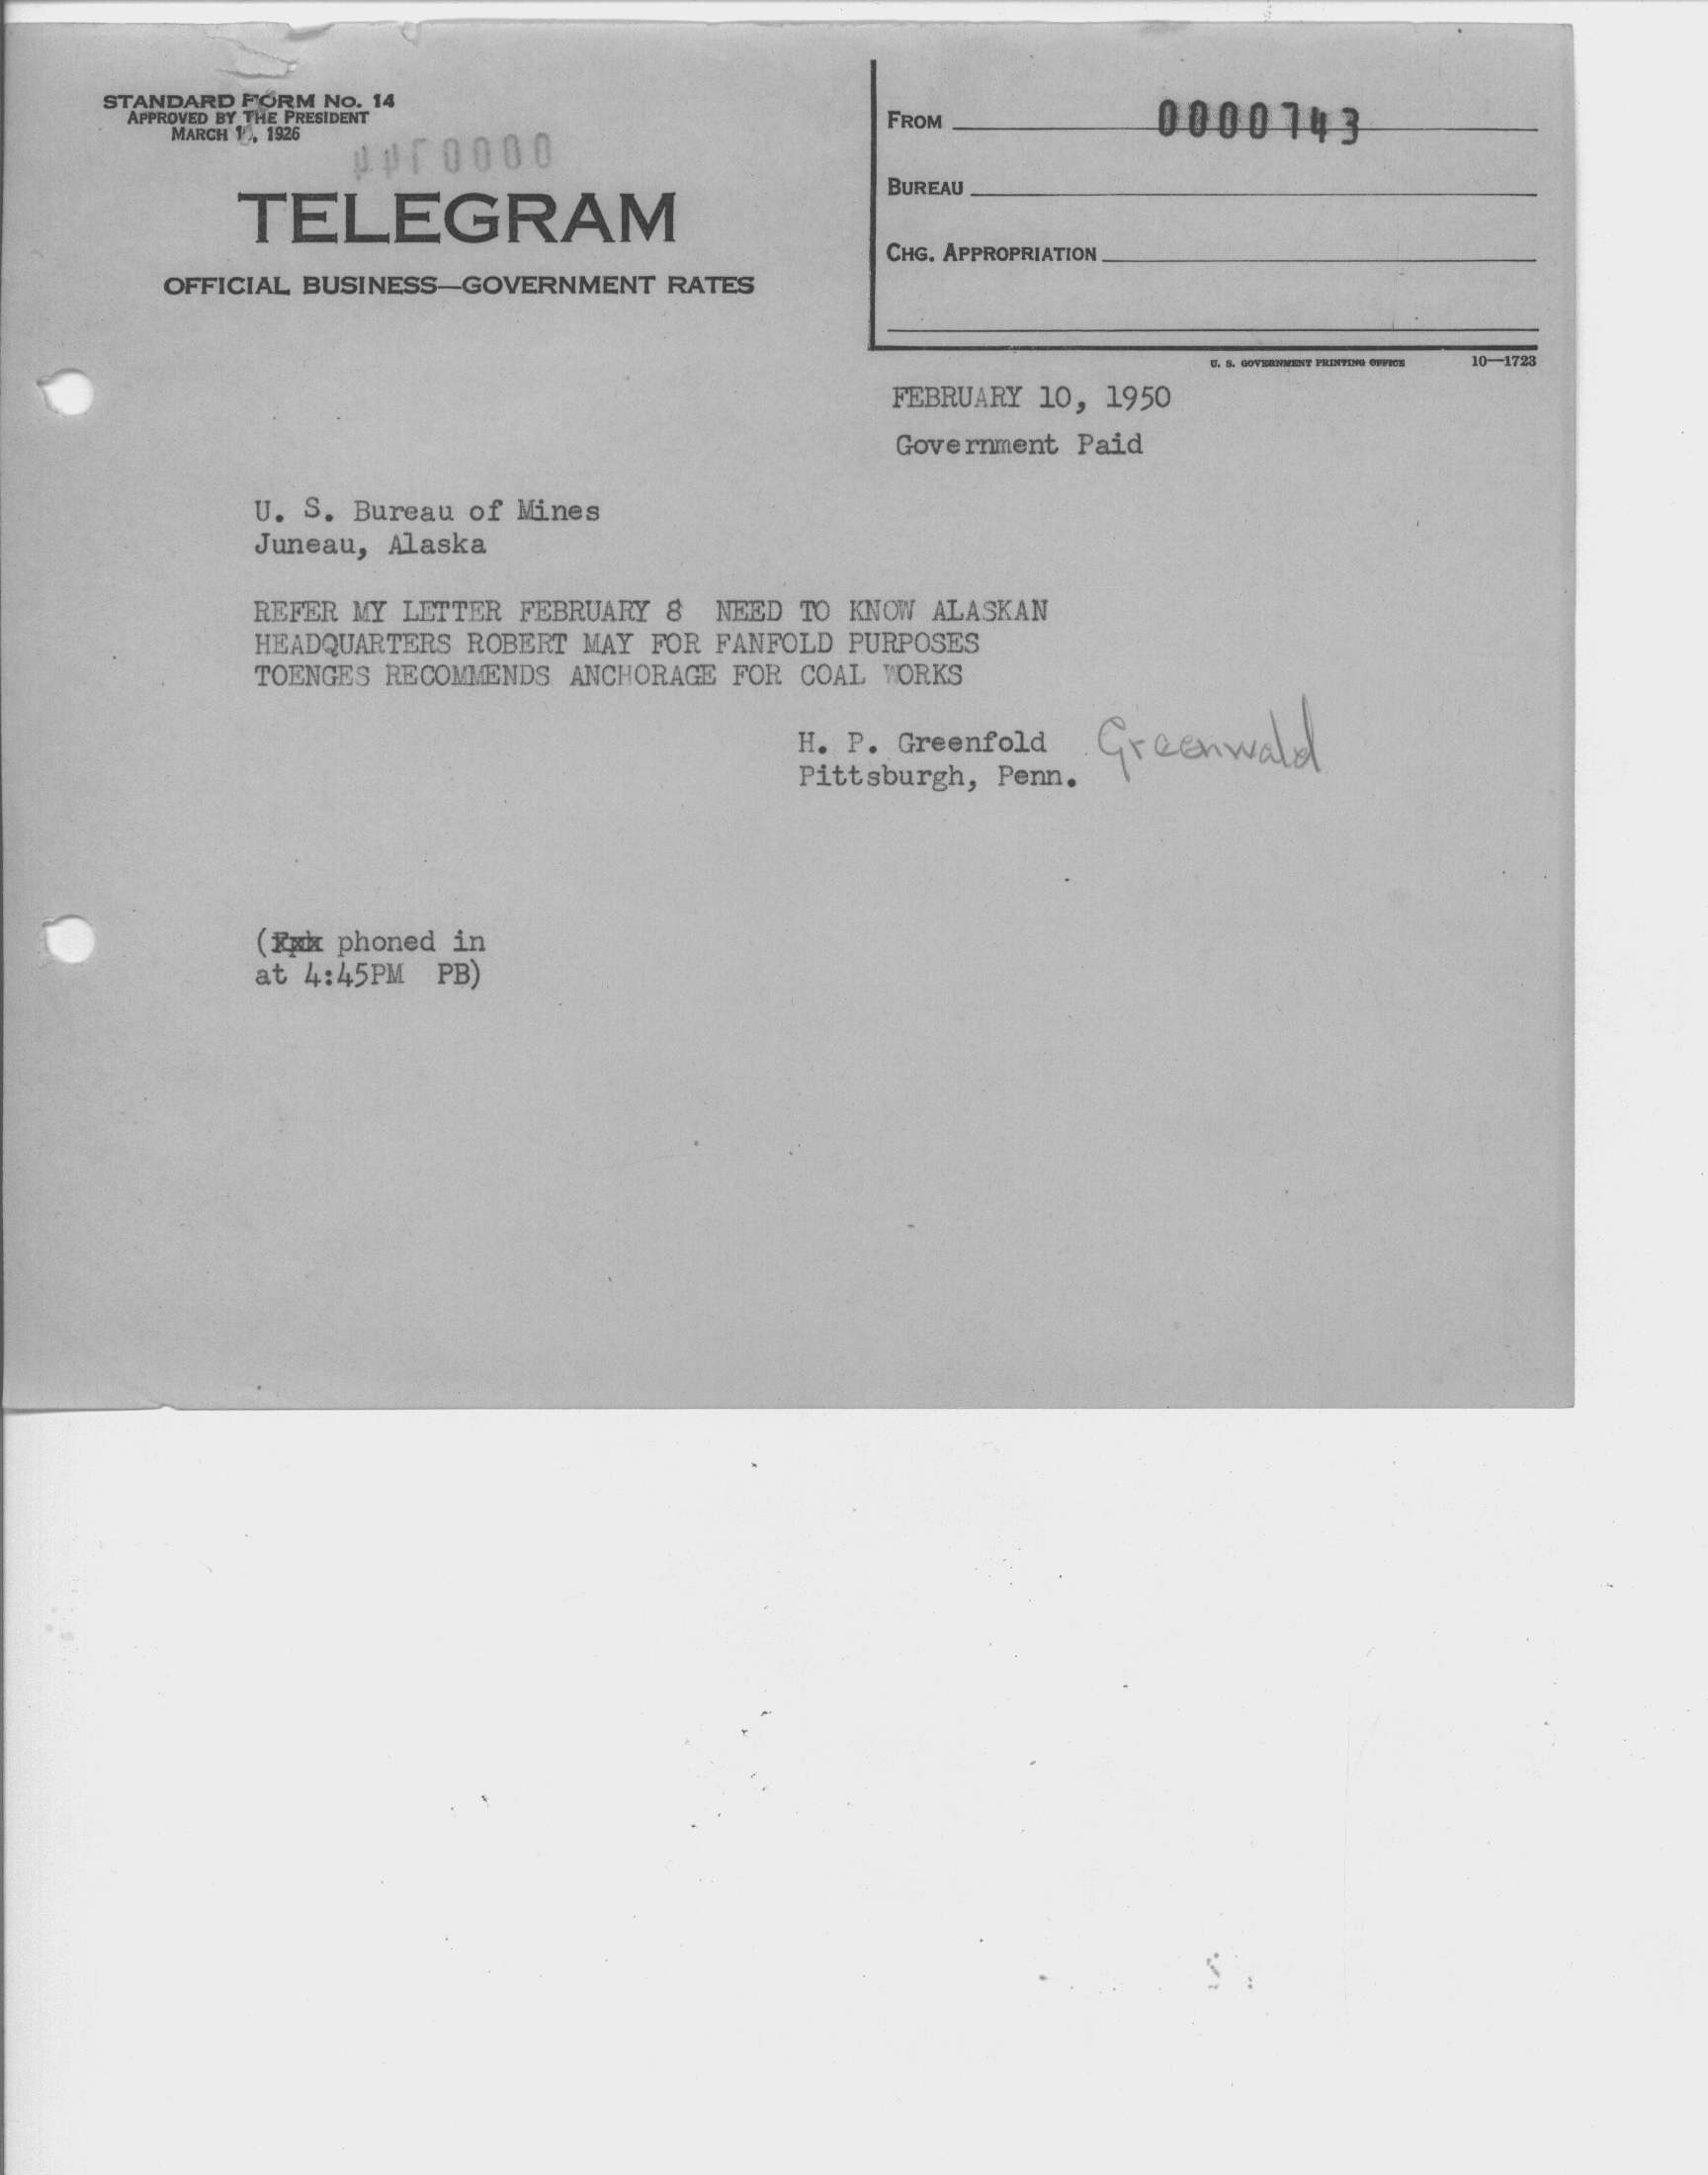 STANDARD FORM No. 14
APPROVED BY THE PRESIDENT
MARCH , 1926
TELEGRAM
OFFICIAL BUSINESS—GOVERNMENT RATES
FROM 0000743
BUREAU
CHG. APPROPRIATION
U. S. GOVERNMENT PRINTING OFFICE 10—1723
FEBRUARY 10, 1950
Government Paid
U. S. Bureau of Mines
Juneau, Alaska
REFER MY LETTER FEBRUARY 8 NEED TO KNOW ALASKAN
HEADQUARTERS ROBERT MAY FOR FANFOLD PURPOSES
TOENGES RECOMMENDS ANCHORAGE FOR COAL WORKS
H. P. Greenfold Greenwald
Pittsburgh, Penn.
( phoned in
at 4:45PM PB)